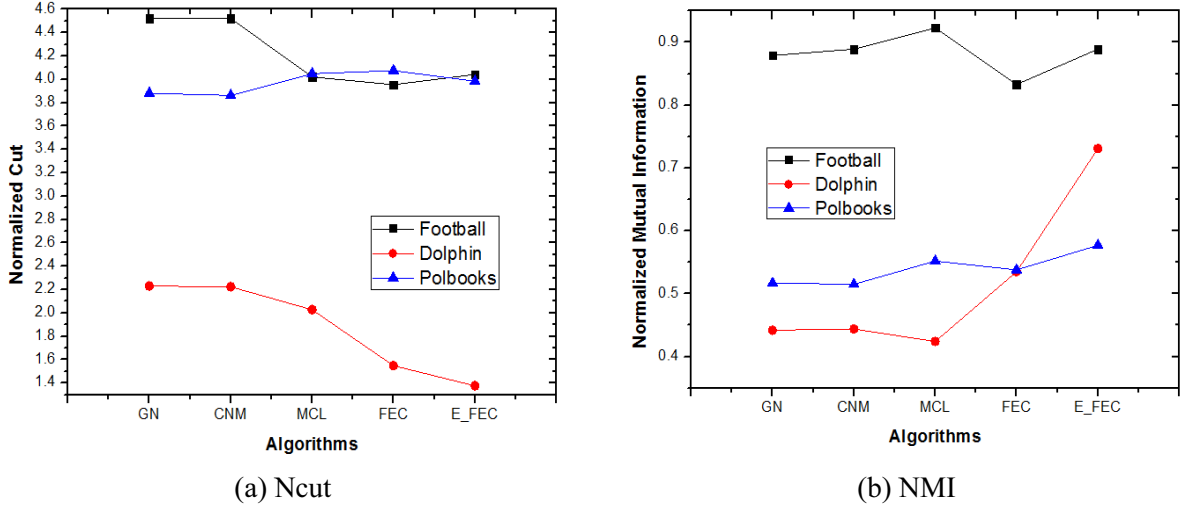 Normalized Cut
4.6
4.4
4.2
4.0
3.8
3.6
3.4
3.2
3.0
2.8
2.6
2.4
2.2
2.0
1.8
1.6
1.4
Football
Dolphin
Polbooks
GN CNM MCL FEC E_FEC
Algorithms
(a) Ncut
Normalized Mutual Information
0.9
0.8
0.7
0.6
0.5
0.4
Football
Dolphin
Polbooks
GN CNM MCL FEC E_FEC
Algorithms
(b) NMI